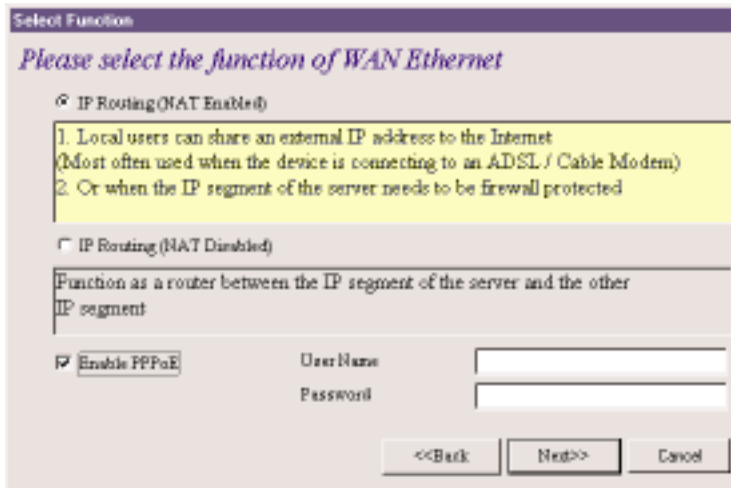 Select Function
Please select the function of WAN Ethernet
IP Routing (NAT Enabled)
1. Local users can share an external IP address to the Internet
(Most often used when the device is connecting to an ADSL / Cable Modem)
2. Or when the IP segment of the server needs to be firewall protected
IP Routing (NAT Disabled)
Function as a router between the IP segment of the server and the other
IP segment
Enable PPPoE
User Name
Password
<<Back
Next>>
Cancel